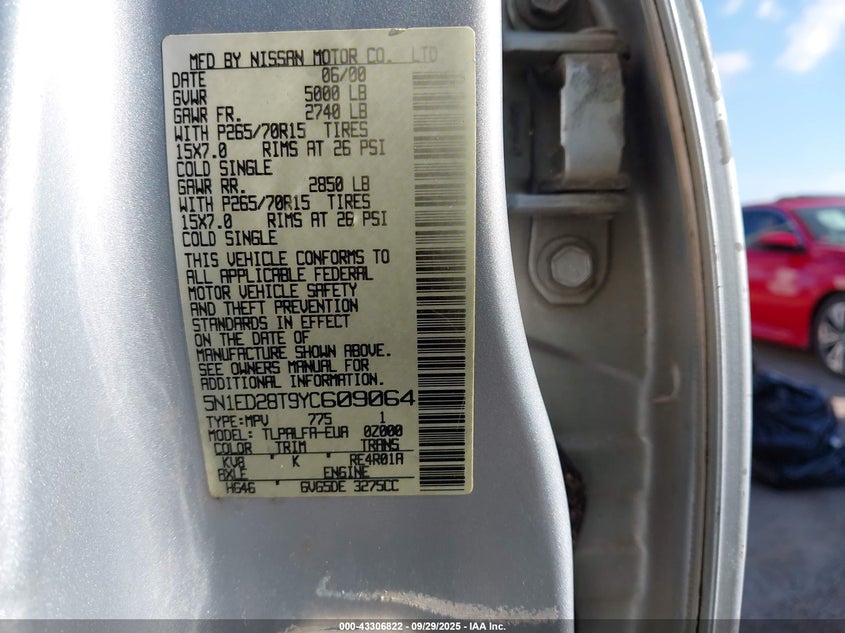 MFD BY NISSAN MOTOR CO., LTD
DATE 06/00
GVWR 5000 LB
GAWR FR. 2740 LB
WITH P265/70R15 TIRES
15X7.0 RIMS AT 26 PSI
COLD SINGLE
GAWR RR. 2850 LB
WITH P265/70R15 TIRES
15X7.0 RIMS AT 26 PSI
COLD SINGLE
THIS VEHICLE CONFORMS TO
ALL APPLICABLE FEDERAL
MOTOR VEHICLE SAFETY
AND THEFT PREVENTION
STANDARDS IN EFFECT
ON THE DATE OF
MANUFACTURE SHOWN ABOVE.
SEE OWNERS MANUAL FOR
ADDITIONAL INFORMATION.
5N1ED28T9YC609064
TYPE:MPV 775 1
MODEL: TLPALFA-EUA 0Z000
COLOR TRIM TRANS
KV8 K RE4R01A
AXLE ENGINE
HG46 6VG5DE 3275CC
000-43306822 - 09/29/2025 - IAA Inc.